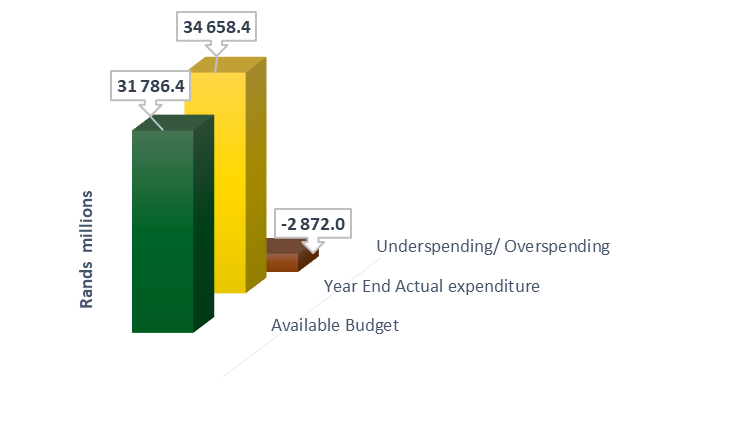 34 658.4
31 786.4
-2 872.0
Underspending/ Overspending
Year End Actual expenditure
Available Budget
Rands millions